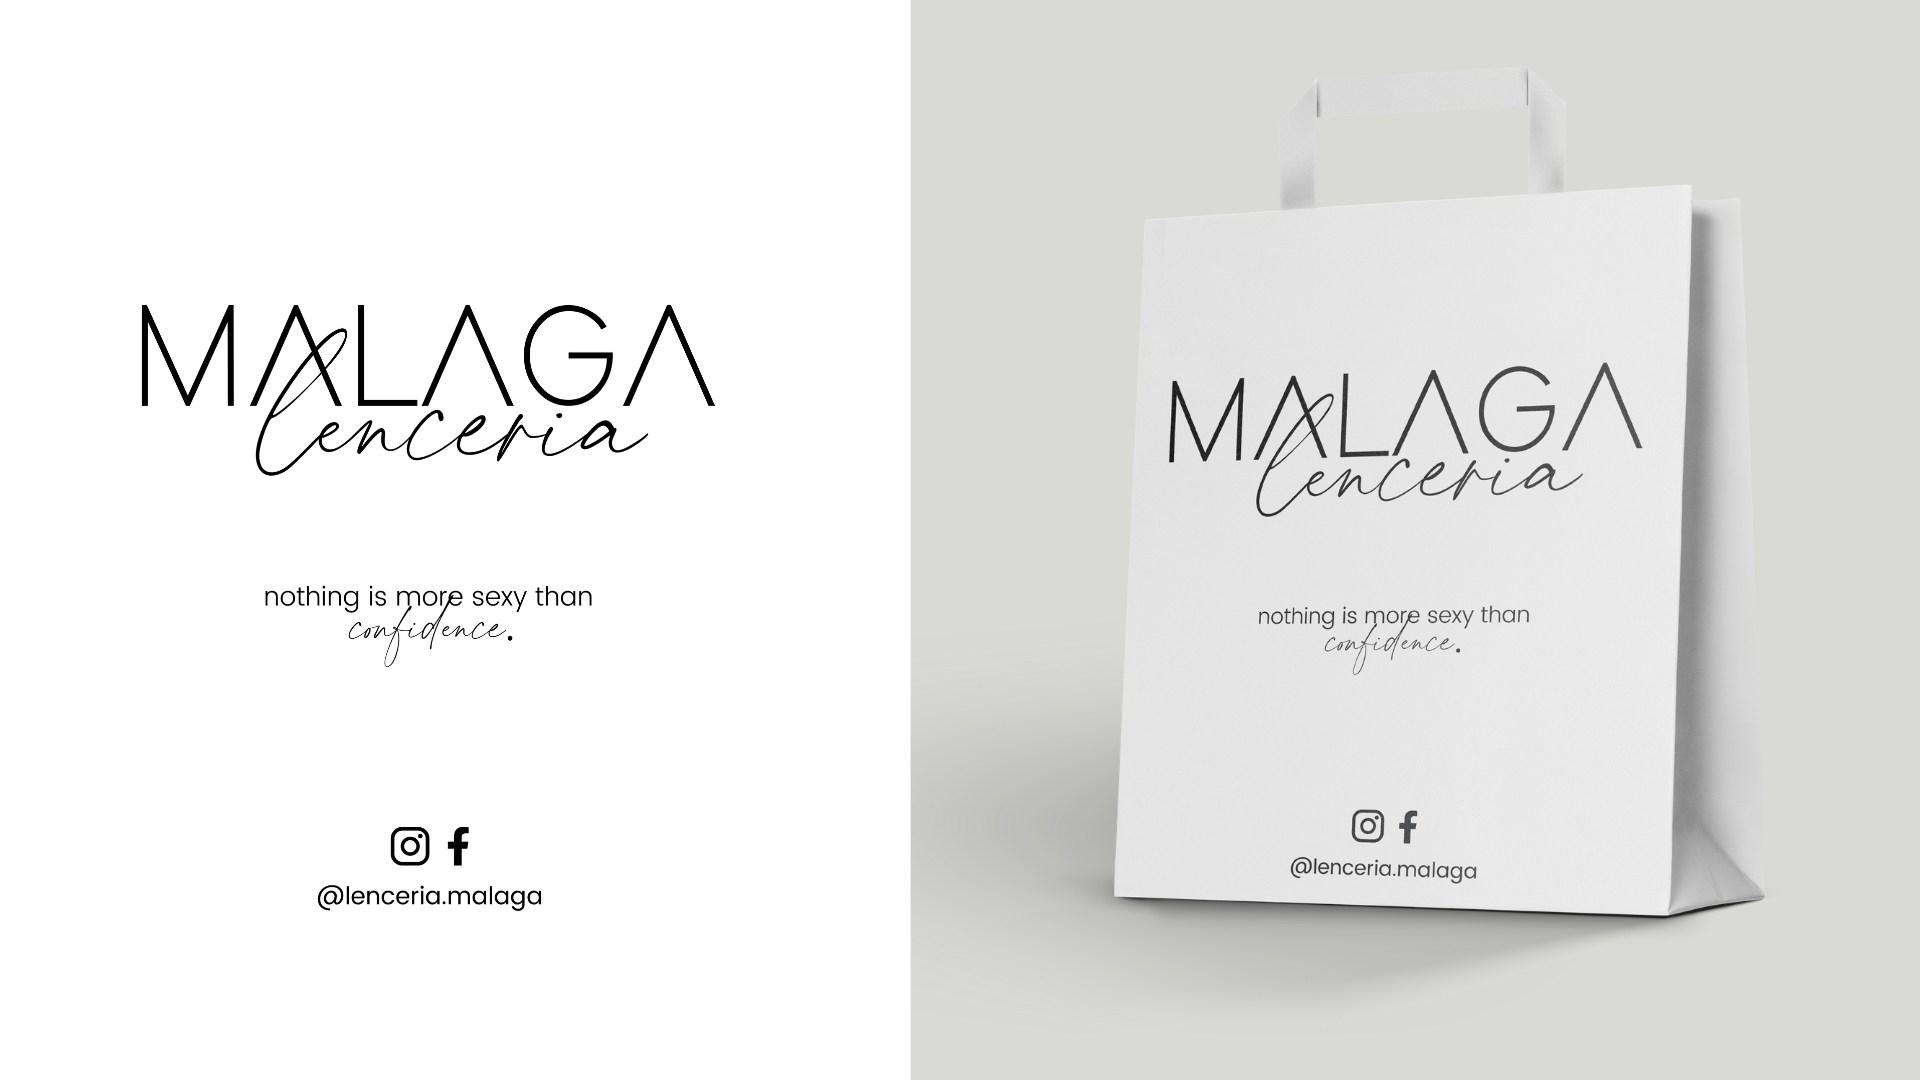 MALAGA
lenceria
nothing is more sexy than
confidence.
@lenceria.malaga
MALAGA
lenceria
nothing is more sexy than
confidence.
@lenceria.malaga